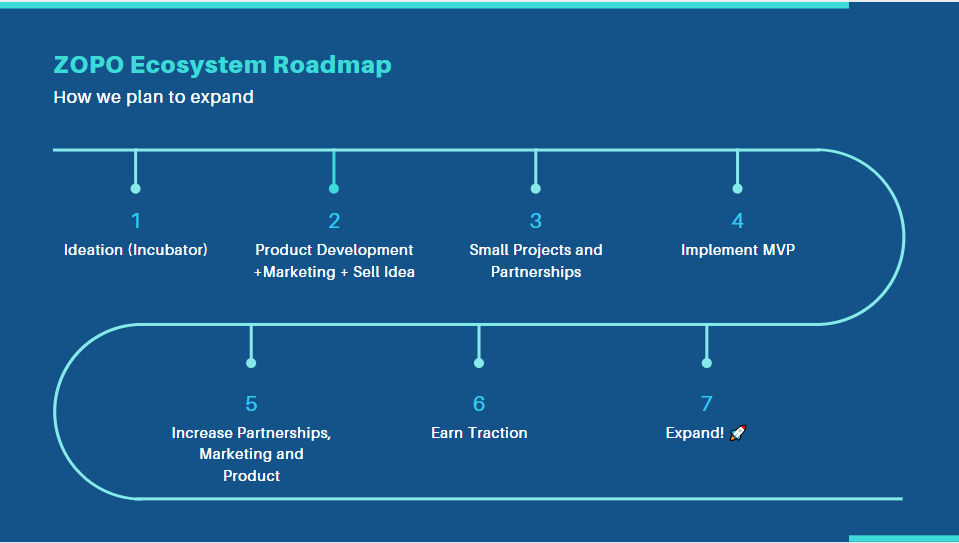 ZOPO Ecosystem Roadmap
How we plan to expand
1
Ideation (Incubator)
2
Product Development
+Marketing + Sell Idea
3
Small Projects and
Partnerships
4
Implement MVP
5
Increase Partnerships,
Marketing and
Product
6
Earn Traction
7
Expand! 🚀